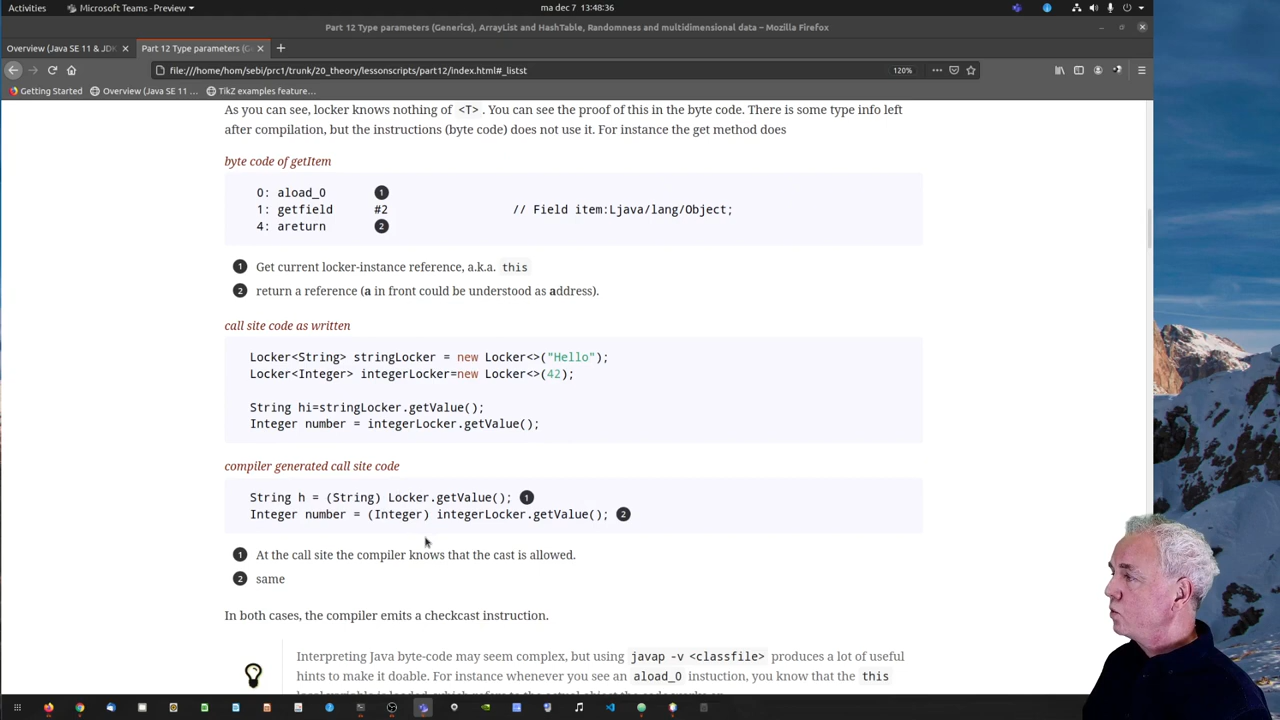 Activities
Microsoft Teams - Preview
ma dec 7 13:48:36
Part 12 Type parameters (Generics), ArrayList and HashTable, Randomness and multidimensional data – Mozilla Firefox
Overview (Java SE 11 & JDK
Part 12 Type parameters (G
file:///home/hom/sebi/prc1/trunk/20_theory/lessonscripts/part12/index.html#_listst
120%
Getting Started
Overview (Java SE 11 ...
TikZ examples feature...
As you can see, locker knows nothing of <T>. You can see the proof of this in the byte code. There is some type info left
after compilation, but the instructions (byte code) does not use it. For instance the get method does
byte code of getItem
0: aload_0 1
1: getfield #2 // Field item:Ljava/lang/Object;
4: areturn 2
1 Get current locker-instance reference, a.k.a. this
2 return a reference (a in front could be understood as address).
call site code as written
Locker<String> stringLocker = new Locker<>("Hello");
Locker<Integer> integerLocker=new Locker<>(42);
String hi=stringLocker.getValue();
Integer number = integerLocker.getValue();
compiler generated call site code
String h = (String) Locker.getValue(); 1
Integer number = (Integer) integerLocker.getValue(); 2
1 At the call site the compiler knows that the cast is allowed.
2 same
In both cases, the compiler emits a checkcast instruction.
Interpreting Java byte-code may seem complex, but using javap -v <classfile> produces a lot of useful
hints to make it doable. For instance whenever you see an aload_0 instuction, you know that the this